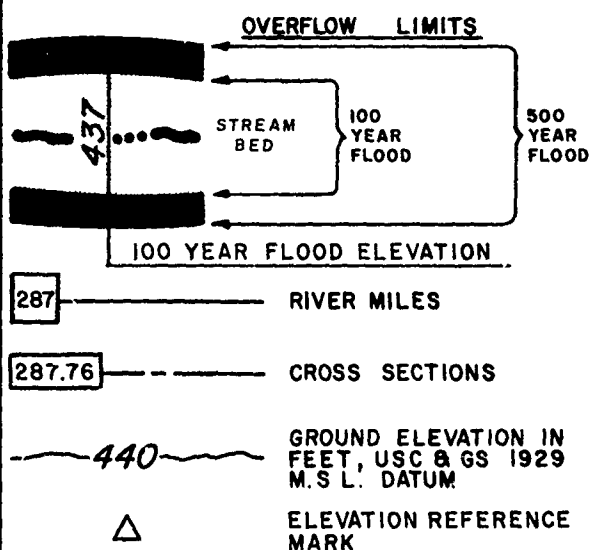 OVERFLOW LIMITS
437
STREAM BED
100 YEAR FLOOD
500 YEAR FLOOD
100 YEAR FLOOD ELEVATION
287
RIVER MILES
287.76
CROSS SECTIONS
440
GROUND ELEVATION IN
FEET, USC & GS 1929
M.S L. DATUM
ELEVATION REFERENCE
MARK